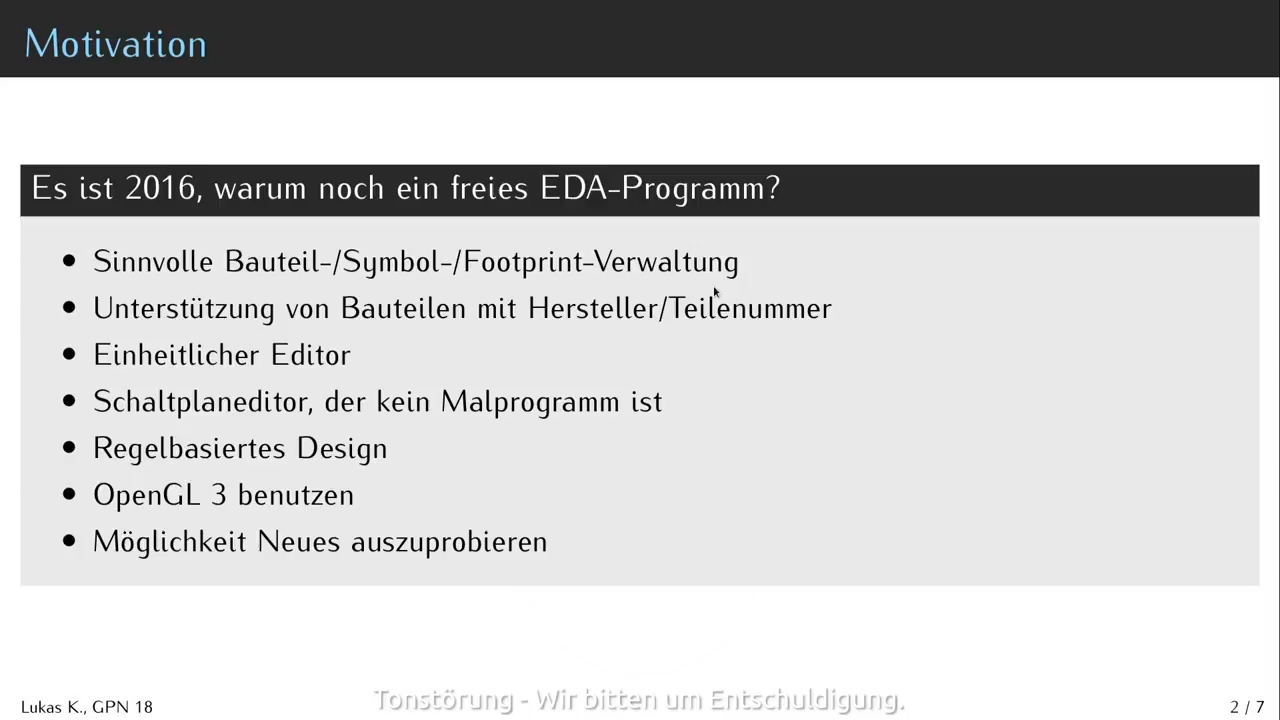 Motivation
Es ist 2016, warum noch ein freies EDA-Programm?
• Sinnvolle Bauteil-/Symbol-/Footprint-Verwaltung
• Unterstützung von Bauteilen mit Hersteller/Teilenummer
• Einheitlicher Editor
• Schaltplaneditor, der kein Malprogramm ist
• Regelbasiertes Design
• OpenGL 3 benutzen
• Möglichkeit Neues auszuprobieren
Tonstörung - Wir bitten um Entschuldigung.
Lukas K., GPN 18
2 / 7